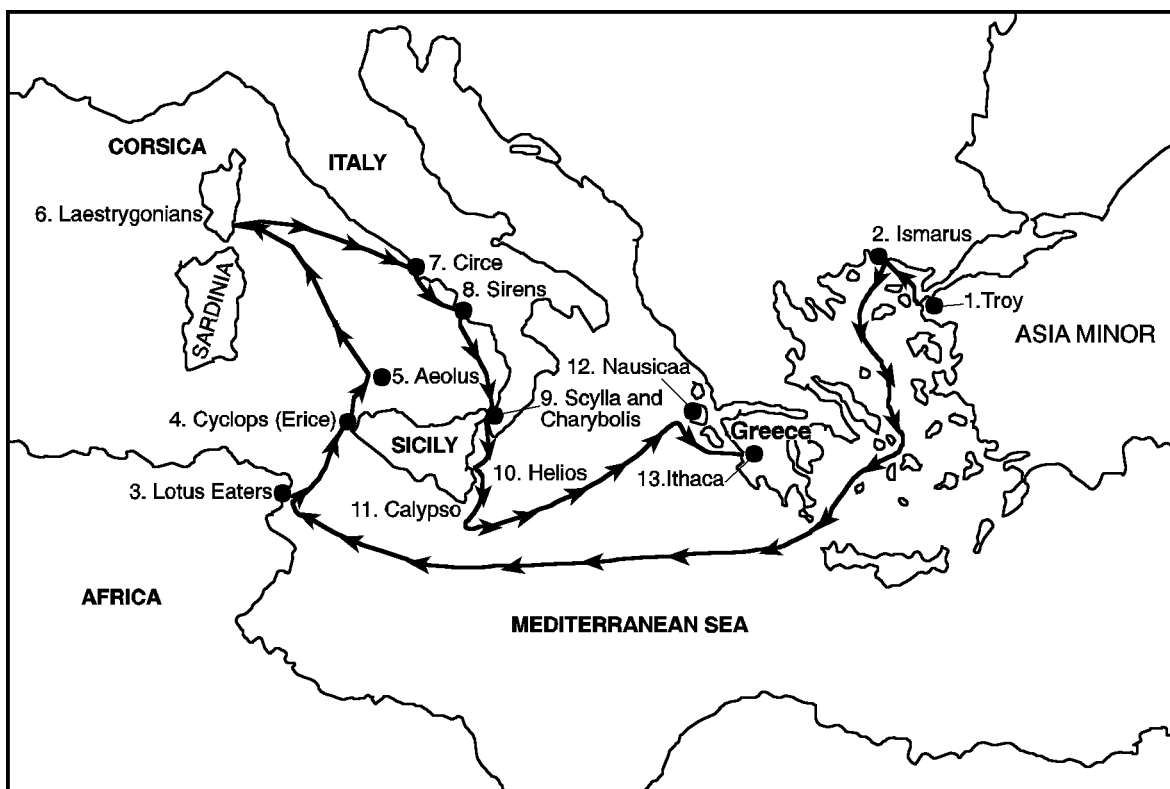 CORSICA
ITALY
6. Laestrygonians
SARDINIA
7. Circe
8. Sirens
2. Ismarus
1. Troy
ASIA MINOR
5. Aeolus
4. Cyclops (Erice)
SICILY
12. Nausicaa
9. Scylla and
Charybolis
Greece
10. Helios
13. Ithaca
3. Lotus Eaters
11. Calypso
AFRICA
MEDITERRANEAN SEA